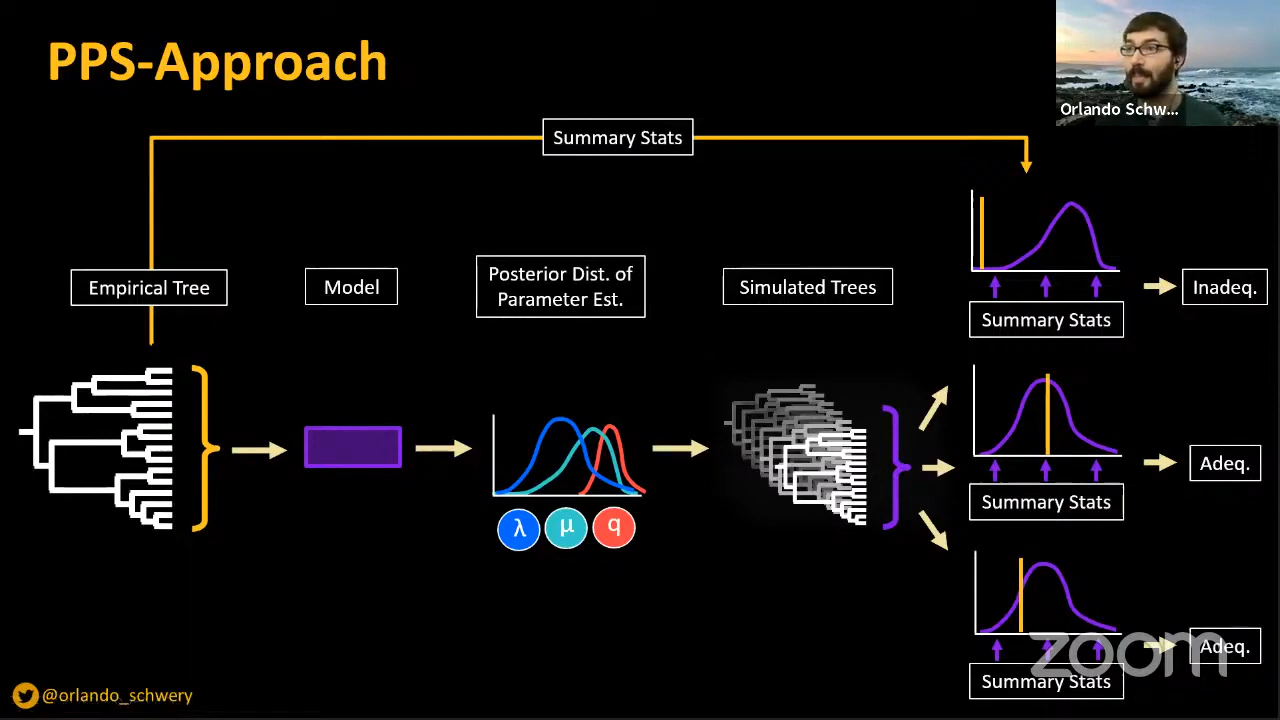 PPS-Approach
Orlando Schw...
Summary Stats
Empirical Tree
Model
Posterior Dist. of
Parameter Est.
Simulated Trees
Summary Stats
Inadeq.
λ
μ
q
Summary Stats
Adeq.
Summary Stats
Adeq.
zoom
@orlando_schwery